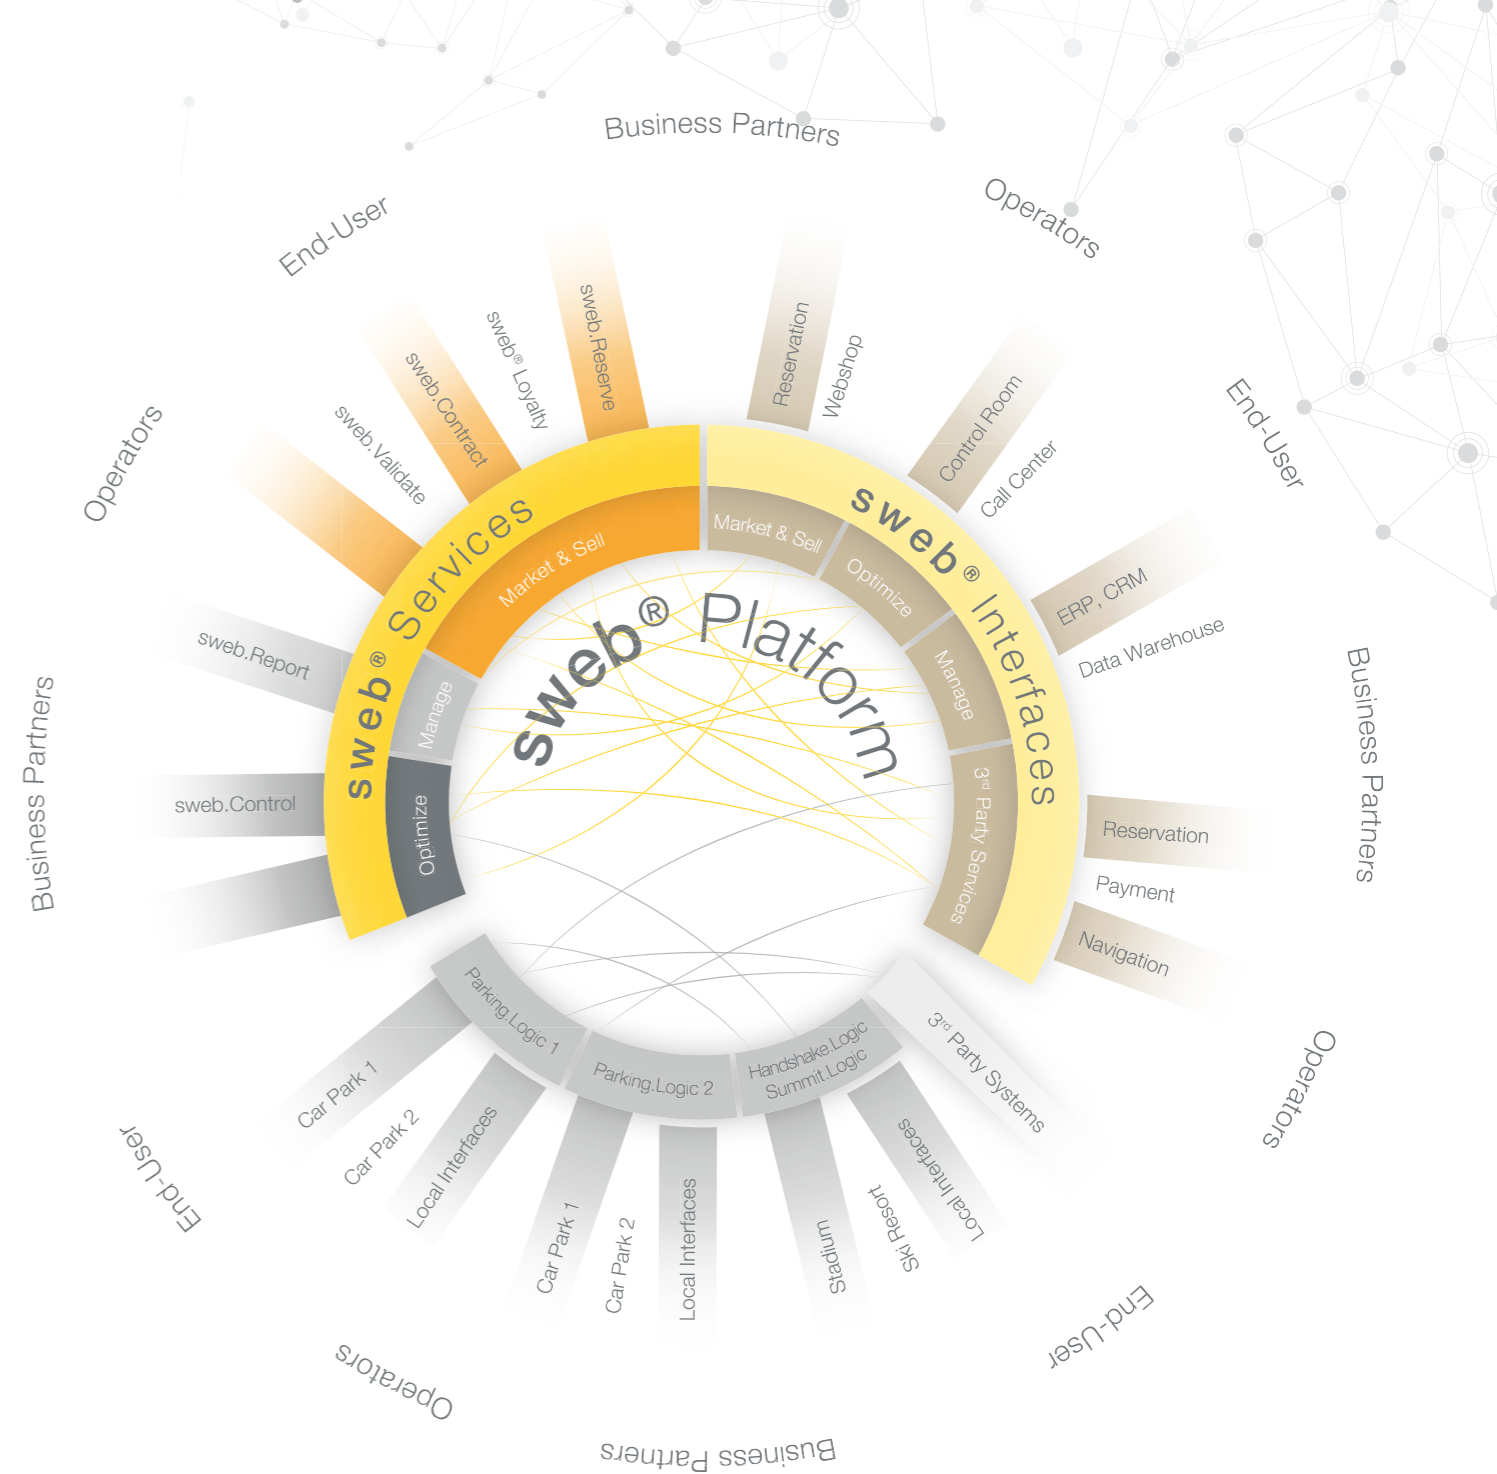 Business Partners
Operators
End-User
Business Partners
Operators
End-User
Business Partners
Operators
End-User
Business Partners
Operators
End-User
sweb® Platform
sweb® Services
Market & Sell
Manage
Optimize
sweb.Reserve
sweb® Loyalty
sweb.Contract
sweb.Validate
sweb.Report
sweb.Control
sweb® Interfaces
Market & Sell
Optimize
Manage
3rd Party Services
Reservation
Webshop
Control Room
Call Center
ERP, CRM
Data Warehouse
Reservation
Payment
Navigation
3rd Party Systems
Handshake.Logic
Summit.Logic
Local Interfaces
Ski Resort
Stadium
Parking.Logic 2
Local Interfaces
Car Park 2
Car Park 1
Parking.Logic 1
Local Interfaces
Car Park 2
Car Park 1